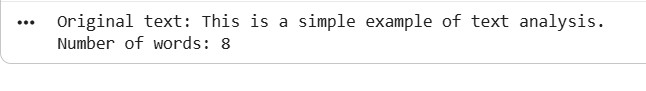 Original text: This is a simple example of text analysis.
Number of words: 8